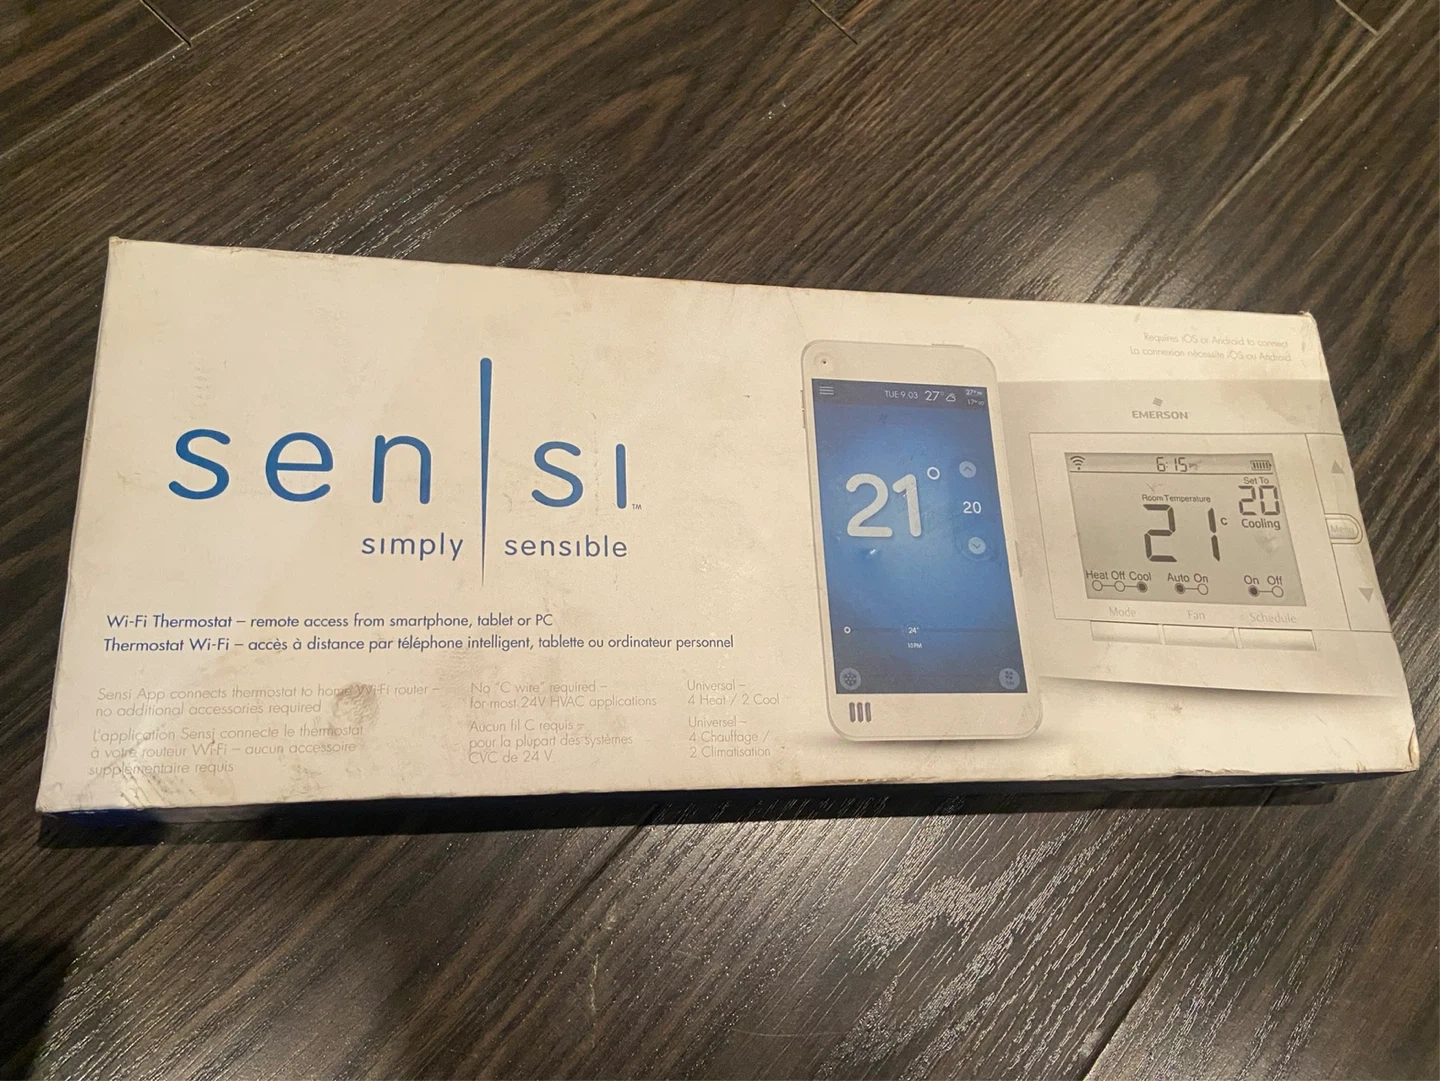 Requires iOS or Android to connect
La connexion nécessite iOS ou Android
sensi™
simply sensible
Wi-Fi Thermostat – remote access from smartphone, tablet or PC
Thermostat Wi-Fi – accès à distance par téléphone intelligent, tablette ou ordinateur personnel
Sensi App connects thermostat to home Wi-Fi router –
no additional accessories required
L'application Sensi connecte le thermostat
à votre routeur Wi-Fi – aucun accessoire
supplémentaire requis
No "C wire" required –
for most 24V HVAC applications
Aucun fil C requis –
pour la plupart des systèmes
CVC de 24 V
Universal –
4 Heat / 2 Cool
Universel –
4 Chauffage /
2 Climatisation
TUE 9.03 27°
21°
20
24°
10PM
EMERSON
6:15
Set To
20
Cooling
Room Temperature
21 C
Heat Off Cool Auto On On Off
Mode Fan Schedule
Menu